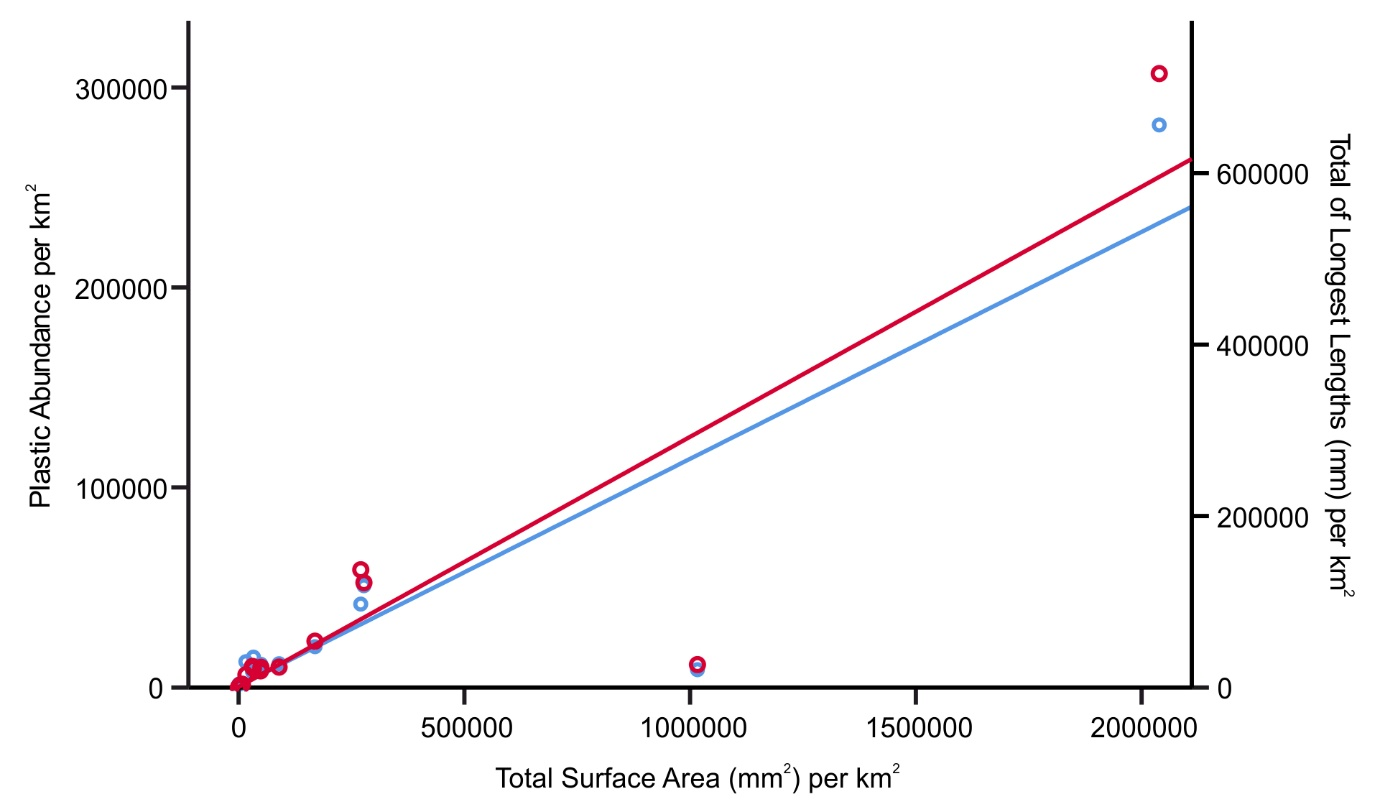 300000
200000
100000
0
Plastic Abundance per km²
600000
400000
200000
0
Total of Longest Lengths (mm) per km²
0 500000 1000000 1500000 2000000
Total Surface Area (mm²) per km²